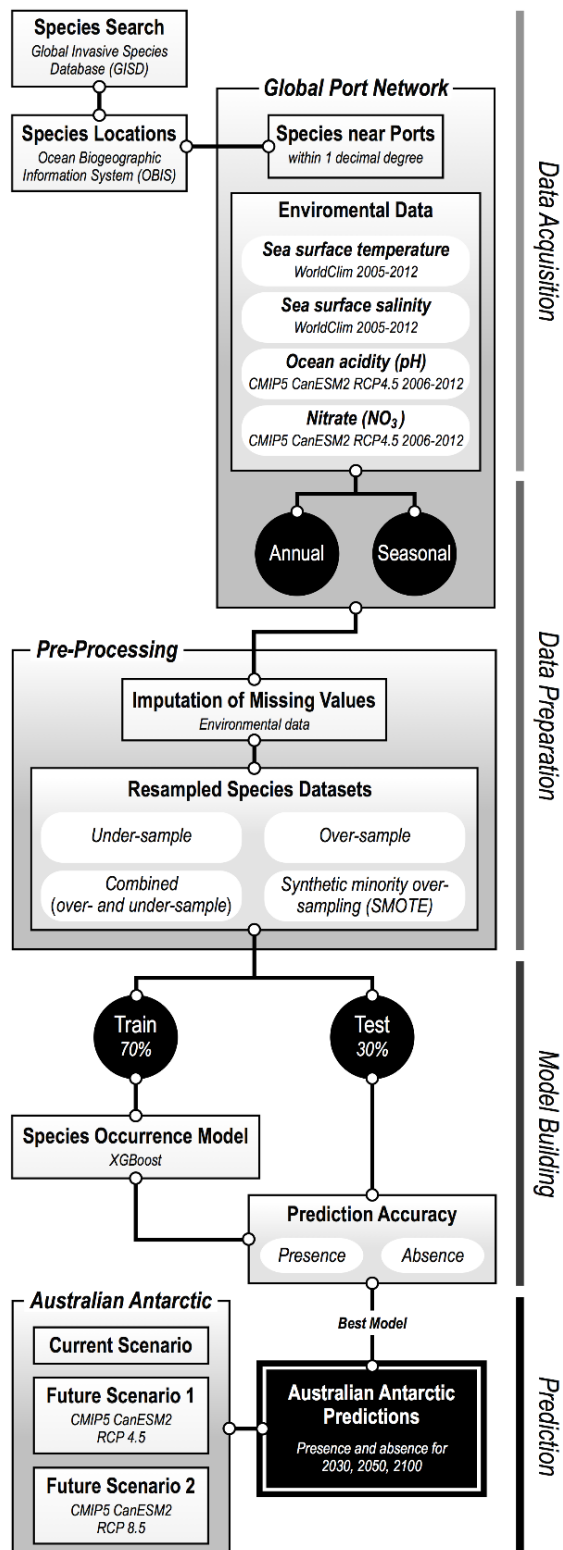 Species Search
Global Invasive Species
Database (GISD)
Species Locations
Ocean Biogeographic
Information System (OBIS)
Global Port Network
Species near Ports
within 1 decimal degree
Enviromental Data
Sea surface temperature
WorldClim 2005-2012
Sea surface salinity
WorldClim 2005-2012
Ocean acidity (pH)
CMIP5 CanESM2 RCP4.5 2006-2012
Nitrate (NO₃)
CMIP5 CanESM2 RCP4.5 2006-2012
Annual
Seasonal
Data Acquisition
Pre-Processing
Imputation of Missing Values
Environmental data
Resampled Species Datasets
Under-sample
Over-sample
Combined
(over- and under-sample)
Synthetic minority over-
sampling (SMOTE)
Data Preparation
Train
70%
Test
30%
Species Occurrence Model
XGBoost
Prediction Accuracy
Presence
Absence
Model Building
Best Model
Australian Antarctic
Current Scenario
Future Scenario 1
CMIP5 CanESM2
RCP 4.5
Future Scenario 2
CMIP5 CanESM2
RCP 8.5
Australian Antarctic
Predictions
Presence and absence for
2030, 2050, 2100
Prediction